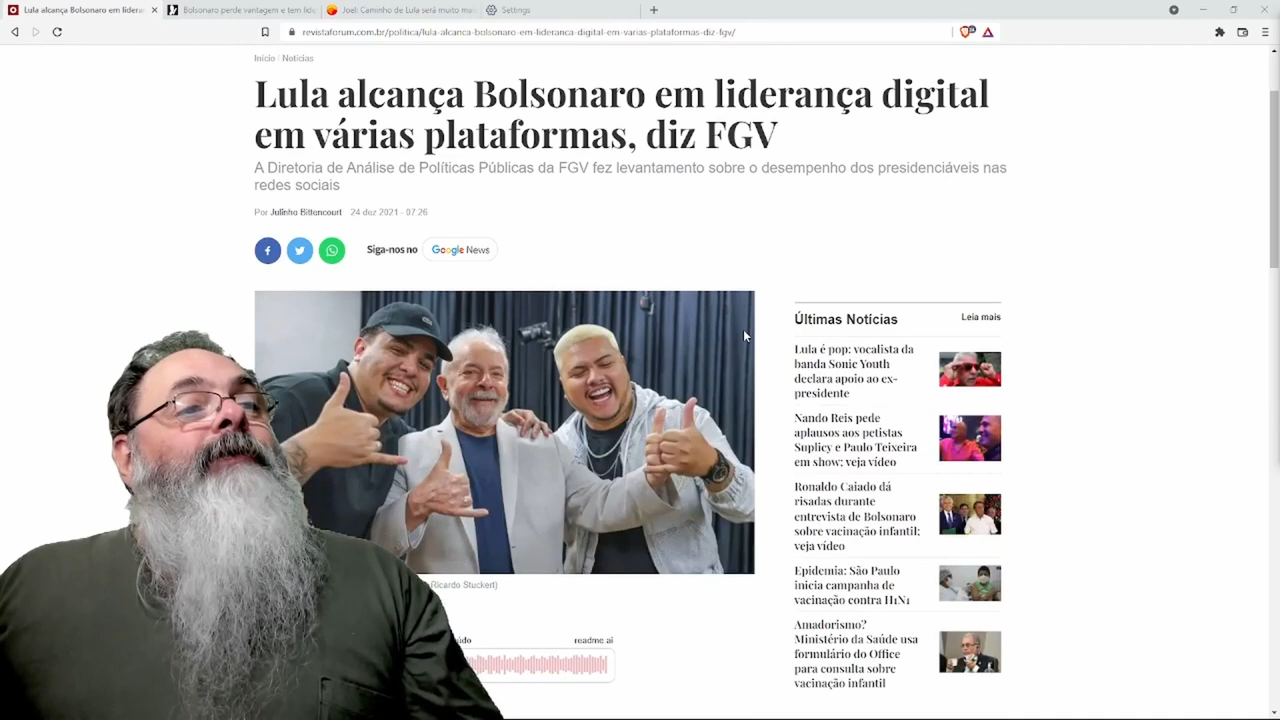 Lula alcança Bolsonaro em lidera
Bolsonaro perde vantagem e tem lide
Joel: Caminho de Lula será muito ma
Settings
revistaforum.com.br/politica/lula-alcanca-bolsonaro-em-lideranca-digital-em-varias-plataformas-diz-fgv/
Início Notícias
Lula alcança Bolsonaro em liderança digital
em várias plataformas, diz FGV
A Diretoria de Análise de Políticas Públicas da FGV fez levantamento sobre o desempenho dos presidenciáveis nas
redes sociais
Por Julinho Bittencourt 24 dez 2021 - 07:26
Siga-nos no Google News
Últimas Notícias Leia mais
Lula é pop: vocalista da
banda Sonic Youth
declara apoio ao ex-
presidente
Nando Reis pede
aplausos aos petistas
Suplicy e Paulo Teixeira
em show; veja vídeo
Ronaldo Caiado dá
risadas durante
entrevista de Bolsonaro
sobre vacinação infantil;
veja vídeo
Epidemia: São Paulo
inicia campanha de
vacinação contra H1N1
Amadorismo?
Ministério da Saúde usa
formulário do Office
para consulta sobre
vacinação infantil
Ricardo Stuckert)
readme ai